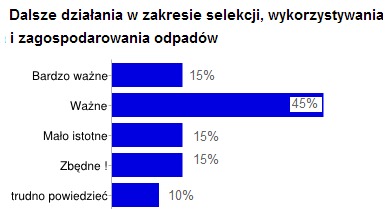 Dalsze działania w zakresie selekcji, wykorzystywania
i zagospodarowania odpadów
Bardzo ważne 15%
Ważne 45%
Mało istotne 15%
Zbędne ! 15%
trudno powiedzieć 10%